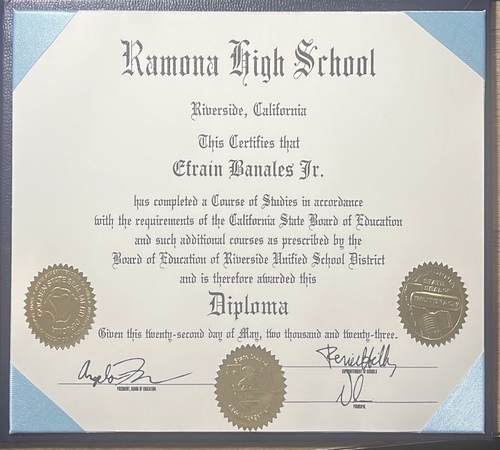 Ramona High School
Riverside, California
This Certifies that
Efrain Banales Jr.
has completed a Course of Studies in accordance
with the requirements of the California State Board of Education
and such additional courses as prescribed by the
Board of Education of Riverside Unified School District
and is therefore awarded this
Diploma
Given this twenty-second day of May, two thousand and twenty-three.
PRESIDENT, BOARD OF EDUCATION
SUPERINTENDENT OF SCHOOLS
PRINCIPAL
STATE
SEAL
BILITERACY